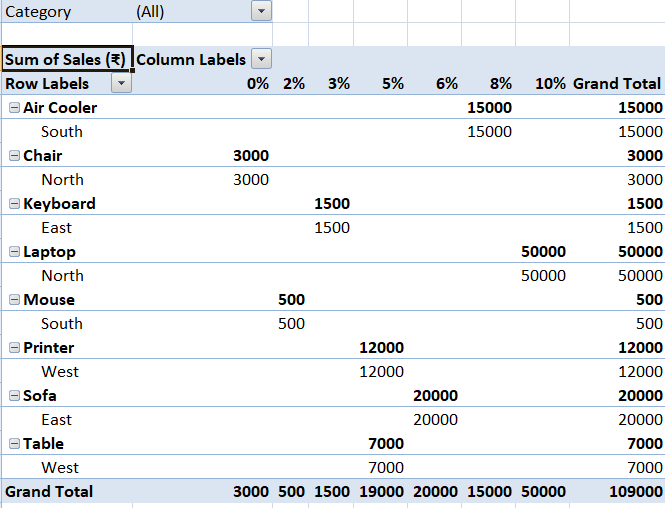 Category (All)
Sum of Sales (₹) Column Labels
Row Labels 0% 2% 3% 5% 6% 8% 10% Grand Total
Air Cooler 15000 15000
South 15000 15000
Chair 3000 3000
North 3000 3000
Keyboard 1500 1500
East 1500 1500
Laptop 50000 50000
North 50000 50000
Mouse 500 500
South 500 500
Printer 12000 12000
West 12000 12000
Sofa 20000 20000
East 20000 20000
Table 7000 7000
West 7000 7000
Grand Total 3000 500 1500 19000 20000 15000 50000 109000